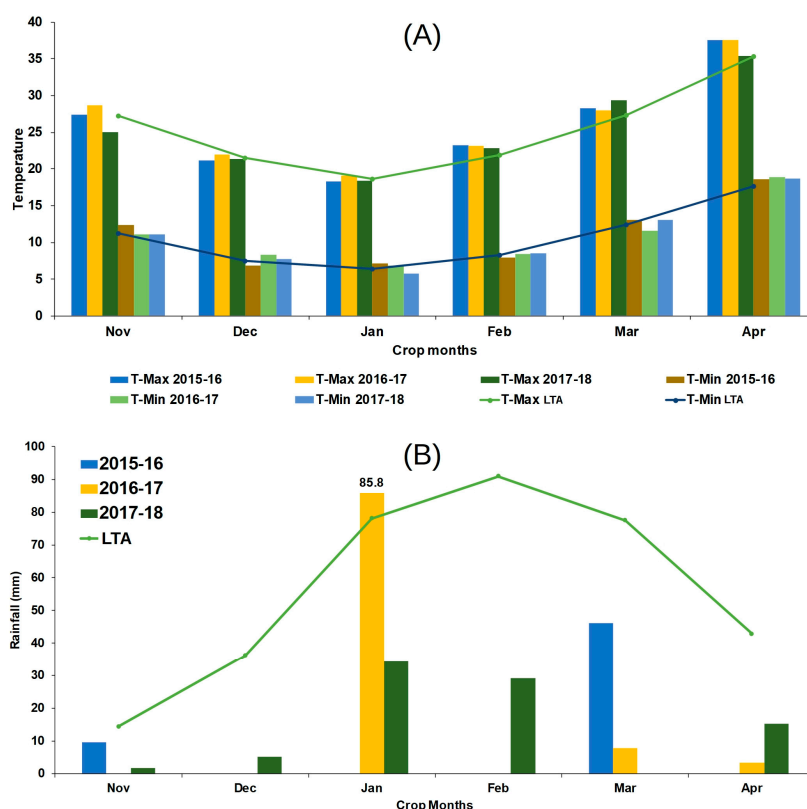 (A)
Temperature
40
35
30
25
20
15
10
5
0
Nov Dec Jan Feb Mar Apr
Crop months
T-Max 2015-16 T-Max 2016-17 T-Max 2017-18 T-Min 2015-16
T-Min 2016-17 T-Min 2017-18 T-Max LTA T-Min LTA
(B)
Rainfall (mm)
100
90
80
70
60
50
40
30
20
10
0
2015-16
2016-17
2017-18
LTA
85.8
Nov Dec Jan Feb Mar Apr
Crop Months